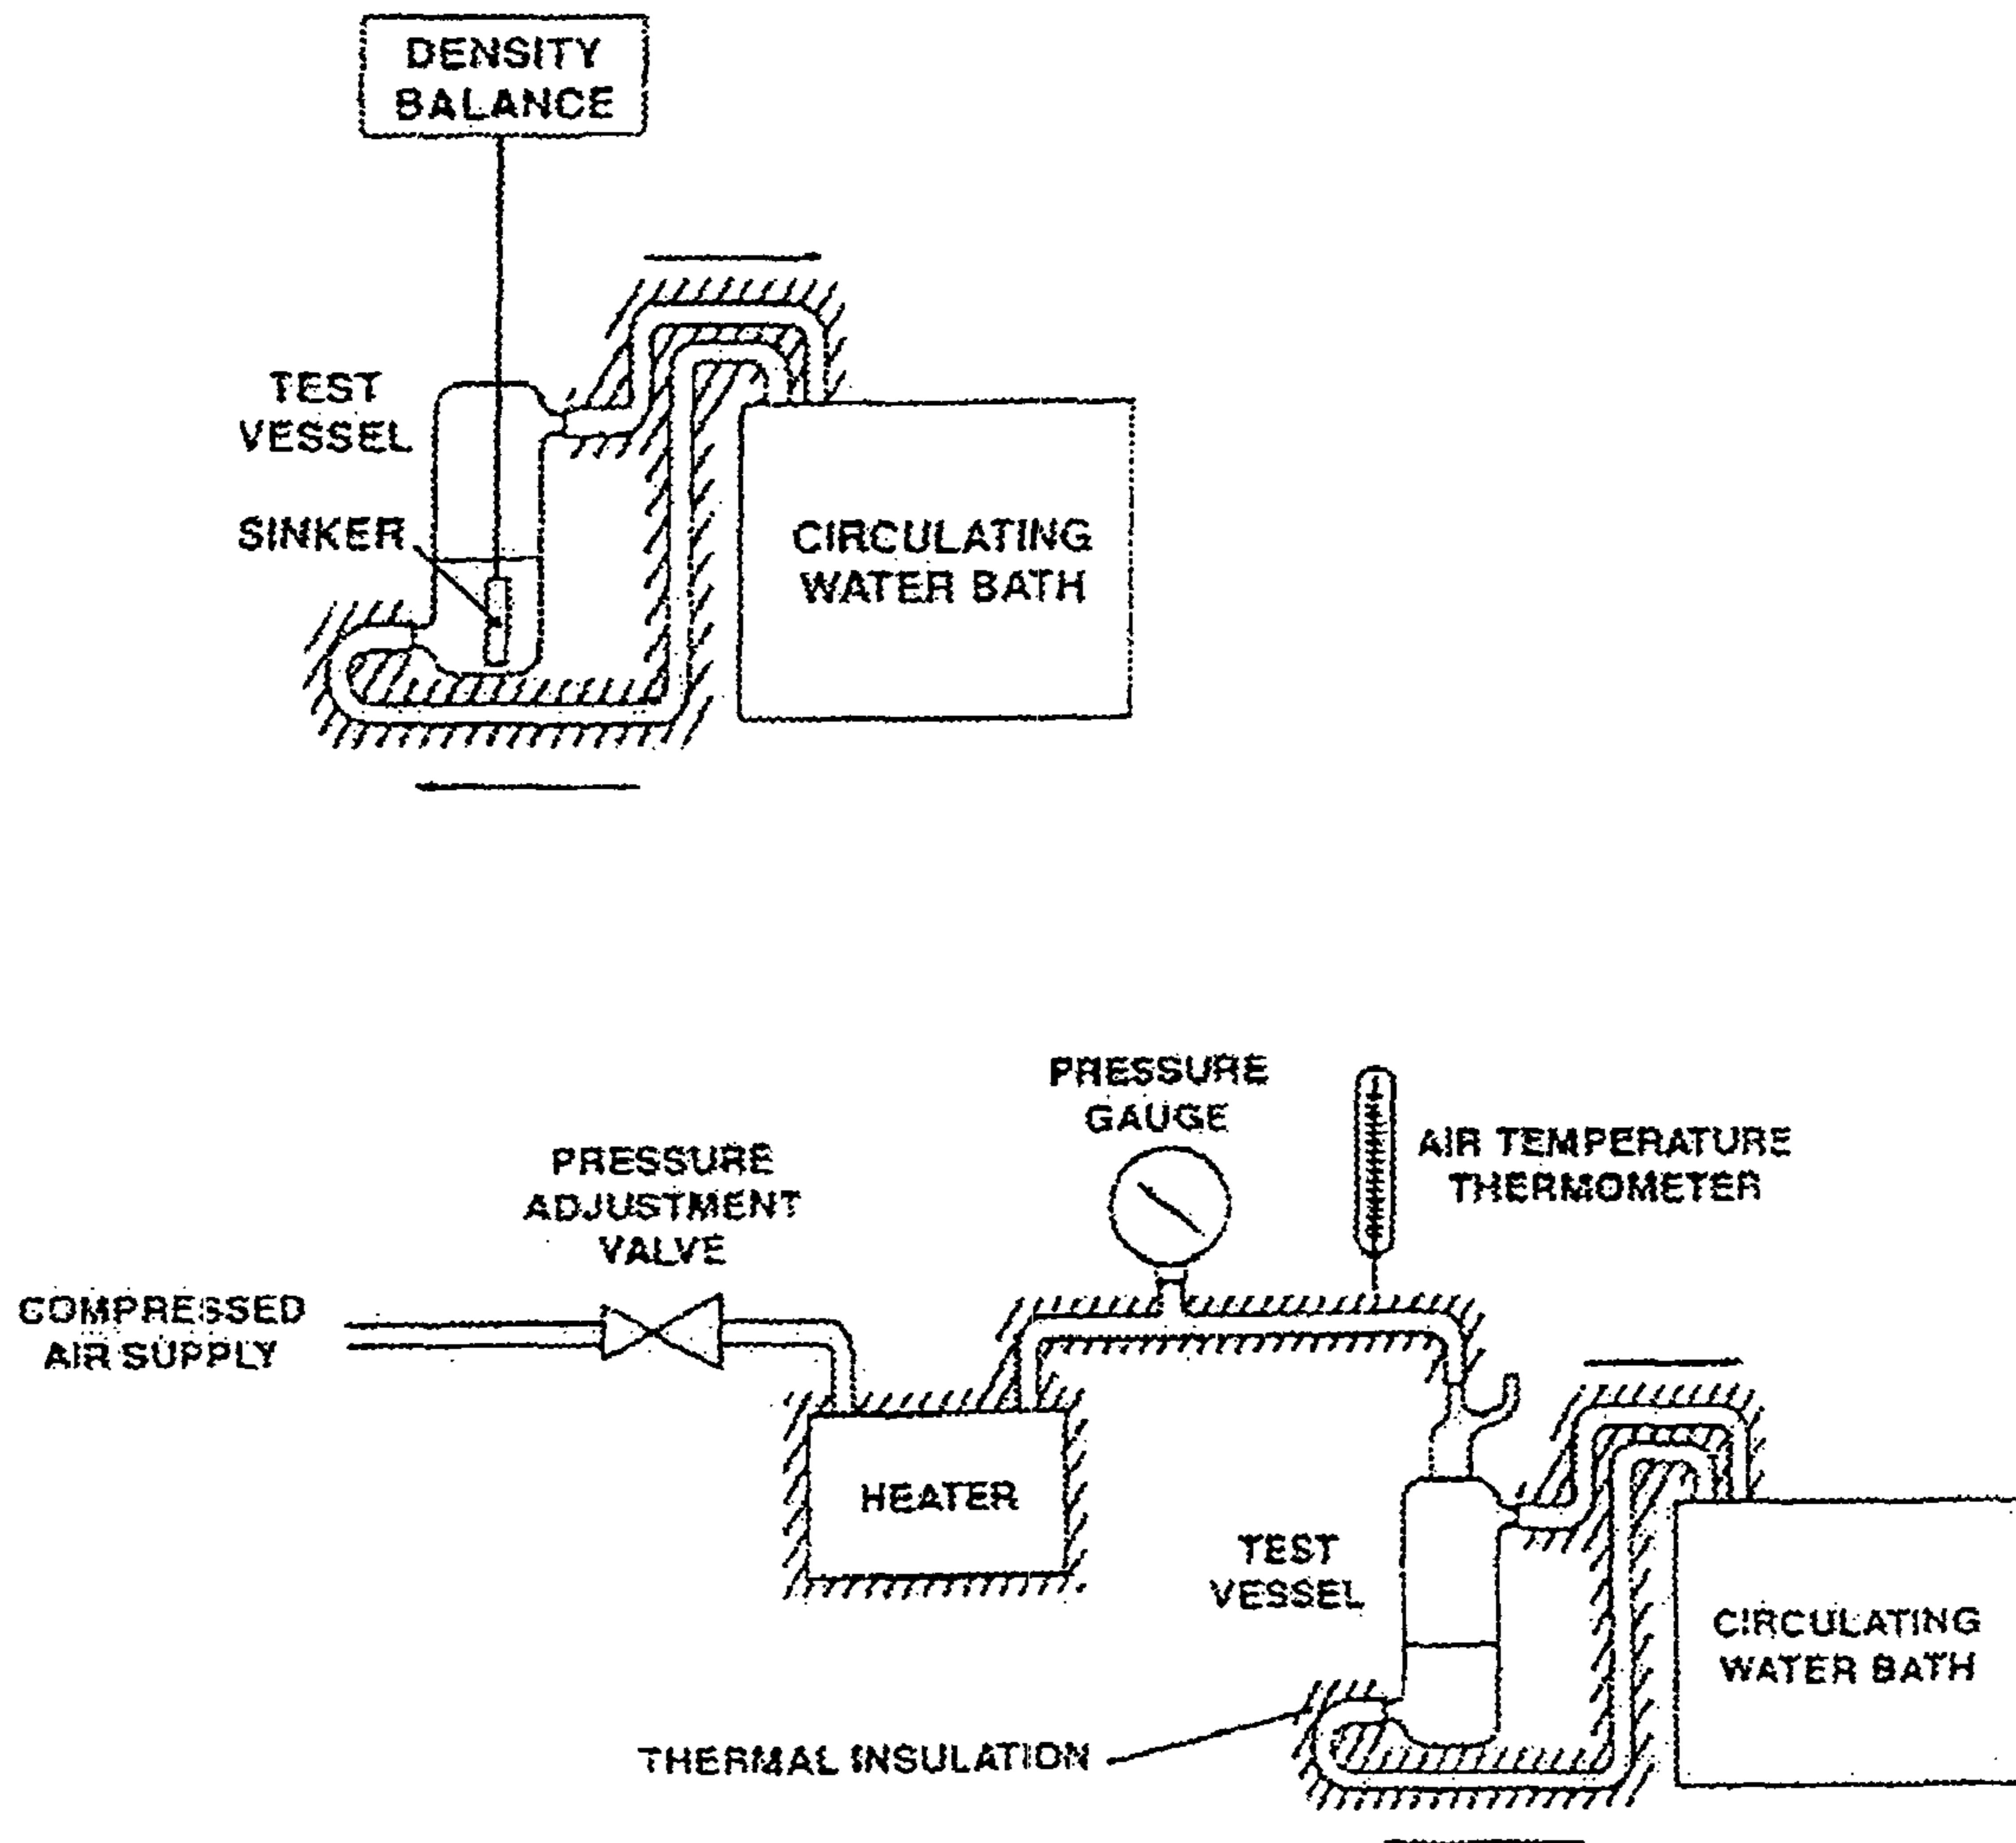 DENSITY
BALANCE
TEST
VESSEL
SINKER
CIRCULATING
WATER BATH
PRESSURE
GAUGE
AIR TEMPERATURE
THERMOMETER
PRESSURE
ADJUSTMENT
VALVE
COMPRESSED
AIR SUPPLY
HEATER
TEST
VESSEL
CIRCULATING
WATER BATH
THERMAL INSULATION